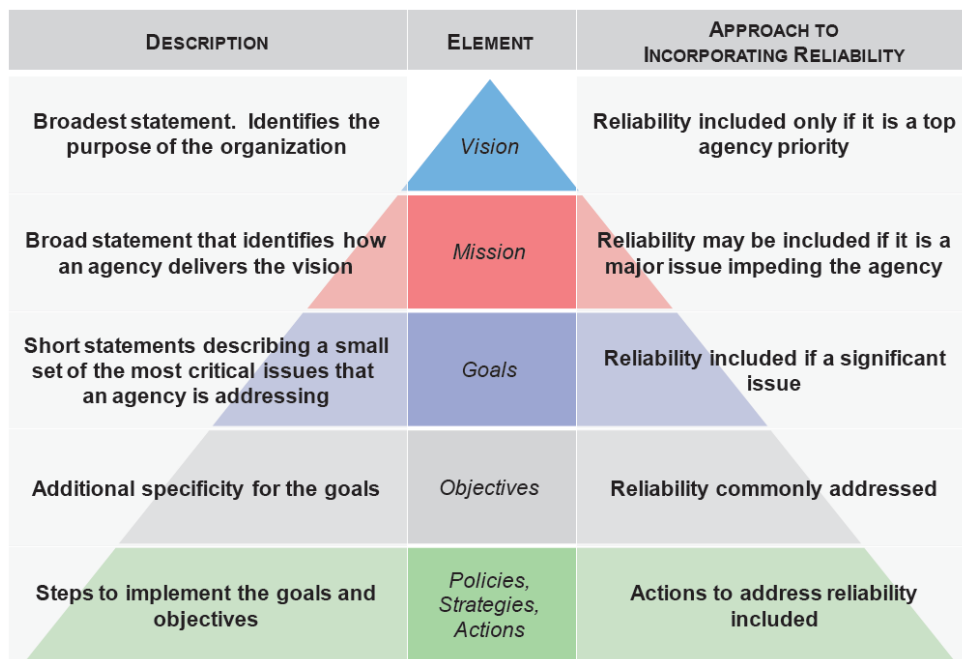 DESCRIPTION
ELEMENT
APPROACH TO
INCORPORATING RELIABILITY
Broadest statement. Identifies the
purpose of the organization
Vision
Reliability included only if it is a top
agency priority
Broad statement that identifies how
an agency delivers the vision
Mission
Reliability may be included if it is a
major issue impeding the agency
Short statements describing a small
set of the most critical issues that
an agency is addressing
Goals
Reliability included if a significant
issue
Additional specificity for the goals
Objectives
Reliability commonly addressed
Steps to implement the goals and
objectives
Policies,
Strategies,
Actions
Actions to address reliability
included